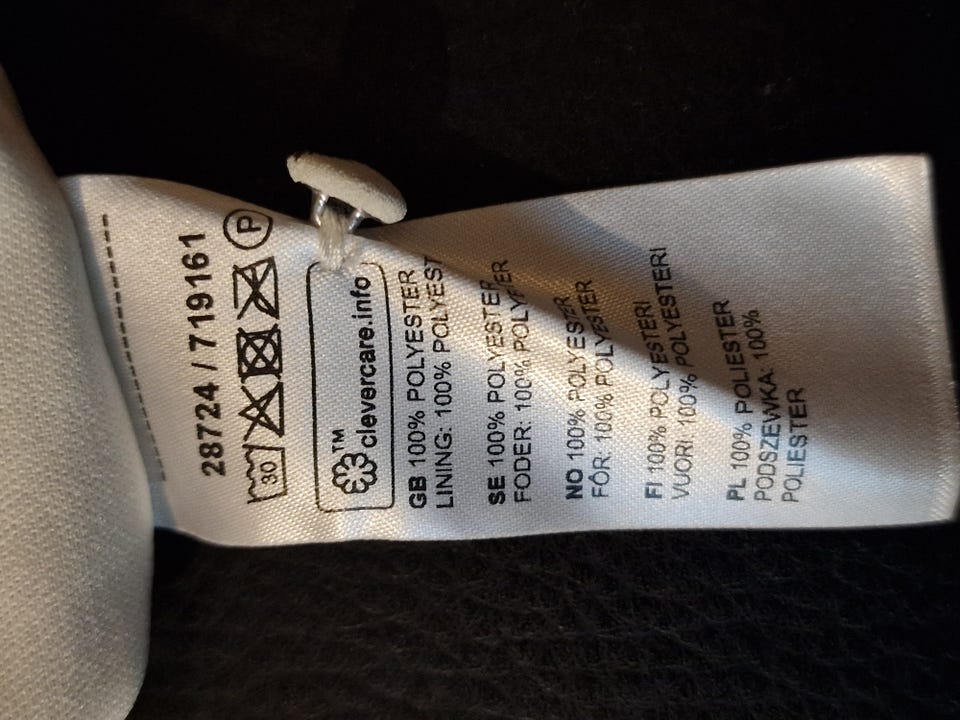 28724 / 719161
30 P
™
clevercare.info
GB 100% POLYESTER
LINING: 100% POLYEST
SE 100% POLYESTER
FODER: 100% POLYESTER
NO 100% POLYESTER
FÔR: 100% POLYESTER
FI 100% POLYESTERI
VUORI: 100% POLYESTERI
PL 100% POLIESTER
PODSZEWKA: 100%
POLIESTER